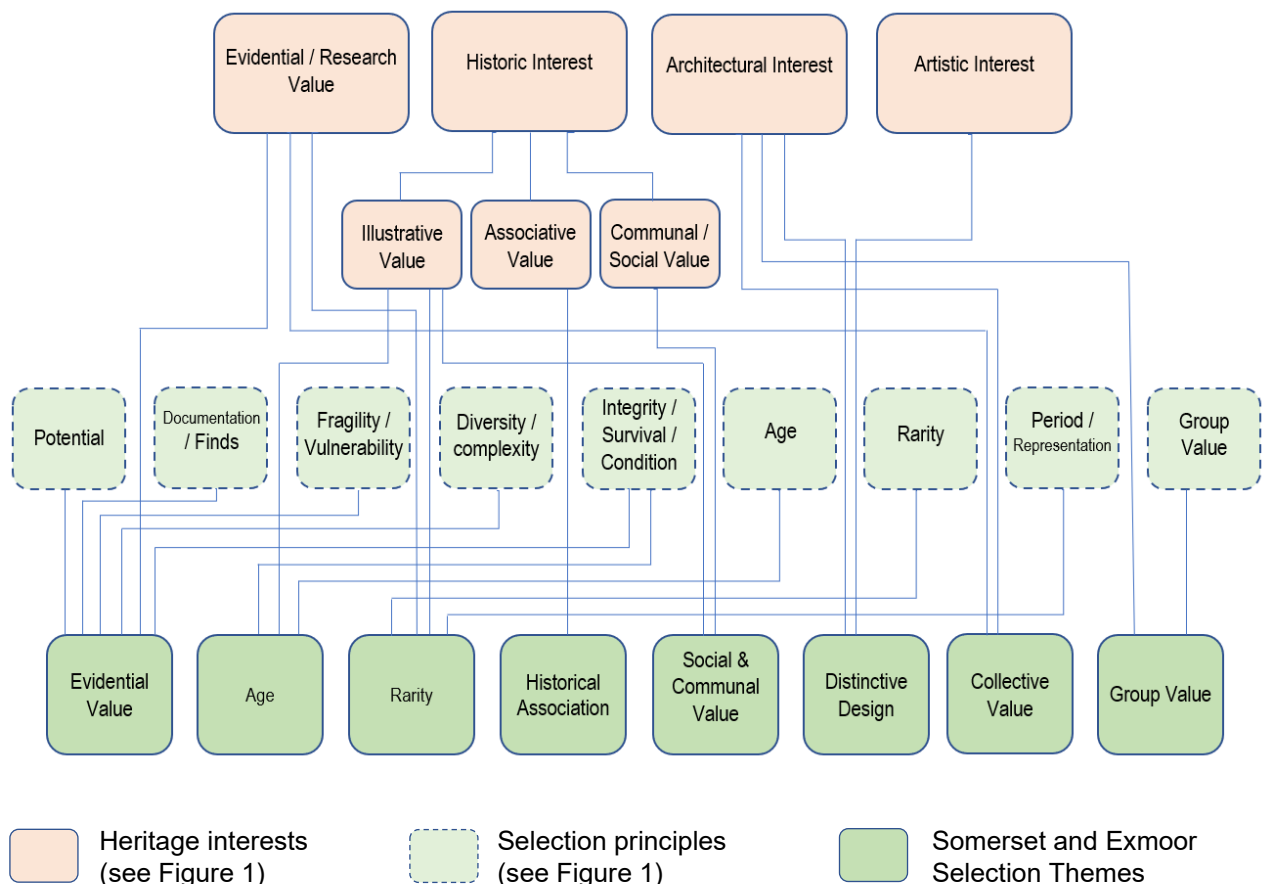 Evidential / Research
Value
Historic Interest
Architectural Interest
Artistic Interest
Illustrative
Value
Associative
Value
Communal /
Social Value
Potential
Documentation
/ Finds
Fragility /
Vulnerability
Diversity /
complexity
Integrity /
Survival /
Condition
Age
Rarity
Period /
Representation
Group
Value
Evidential
Value
Age
Rarity
Historical
Association
Social &
Communal
Value
Distinctive
Design
Collective
Value
Group Value
Heritage interests
(see Figure 1)
Selection principles
(see Figure 1)
Somerset and Exmoor
Selection Themes